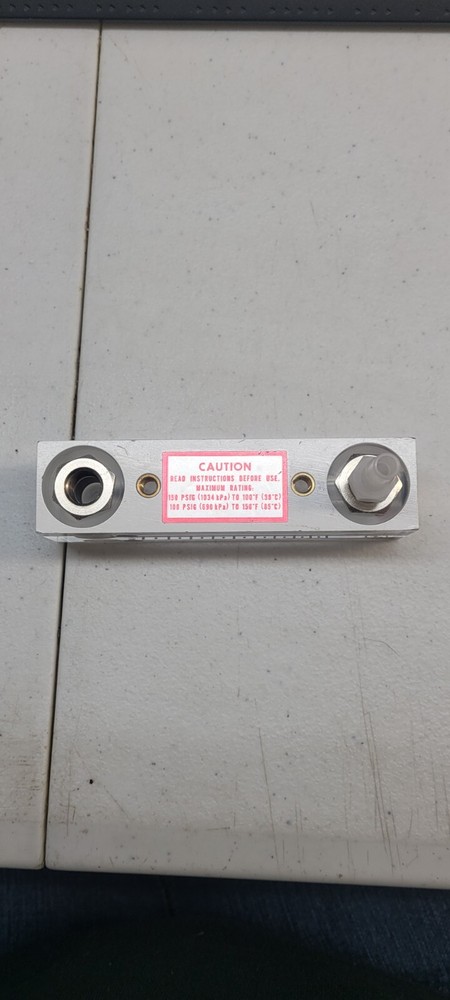 CAUTION
READ INSTRUCTIONS BEFORE USE.
MAXIMUM RATING:
150 PSIG (1034 kPa) TO 100°F (38°C)
100 PSIG (690 kPa) TO 150°F (65°C)